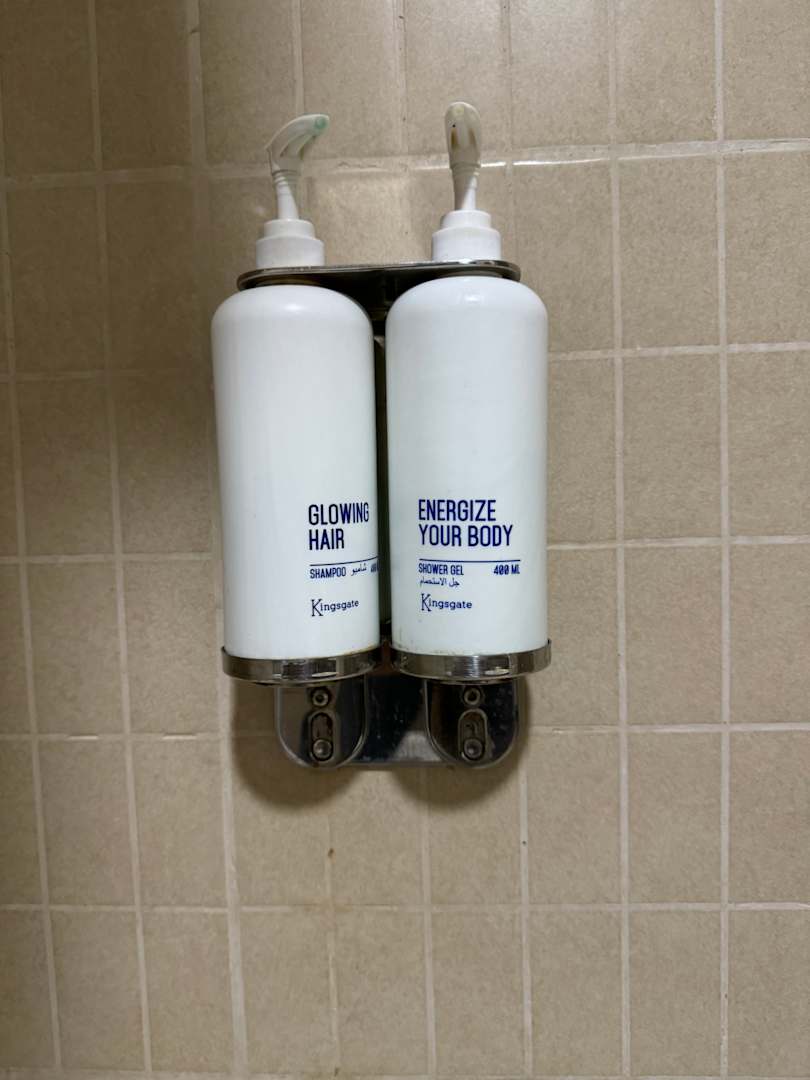 GLOWING
HAIR
SHAMPOO شامبو
Kingsgate
ENERGIZE
YOUR BODY
SHOWER GEL 400 ML
جل الاستحمام
Kingsgate